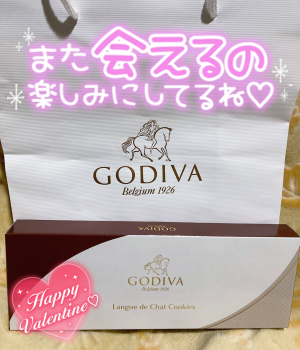 また会えるの
楽しみにしてるね♡
GODIVA
Belgium 1926
GODIVA
GODIVA
Belgium 1926
Langue de Chat Cookies
Happy
Valentine♡